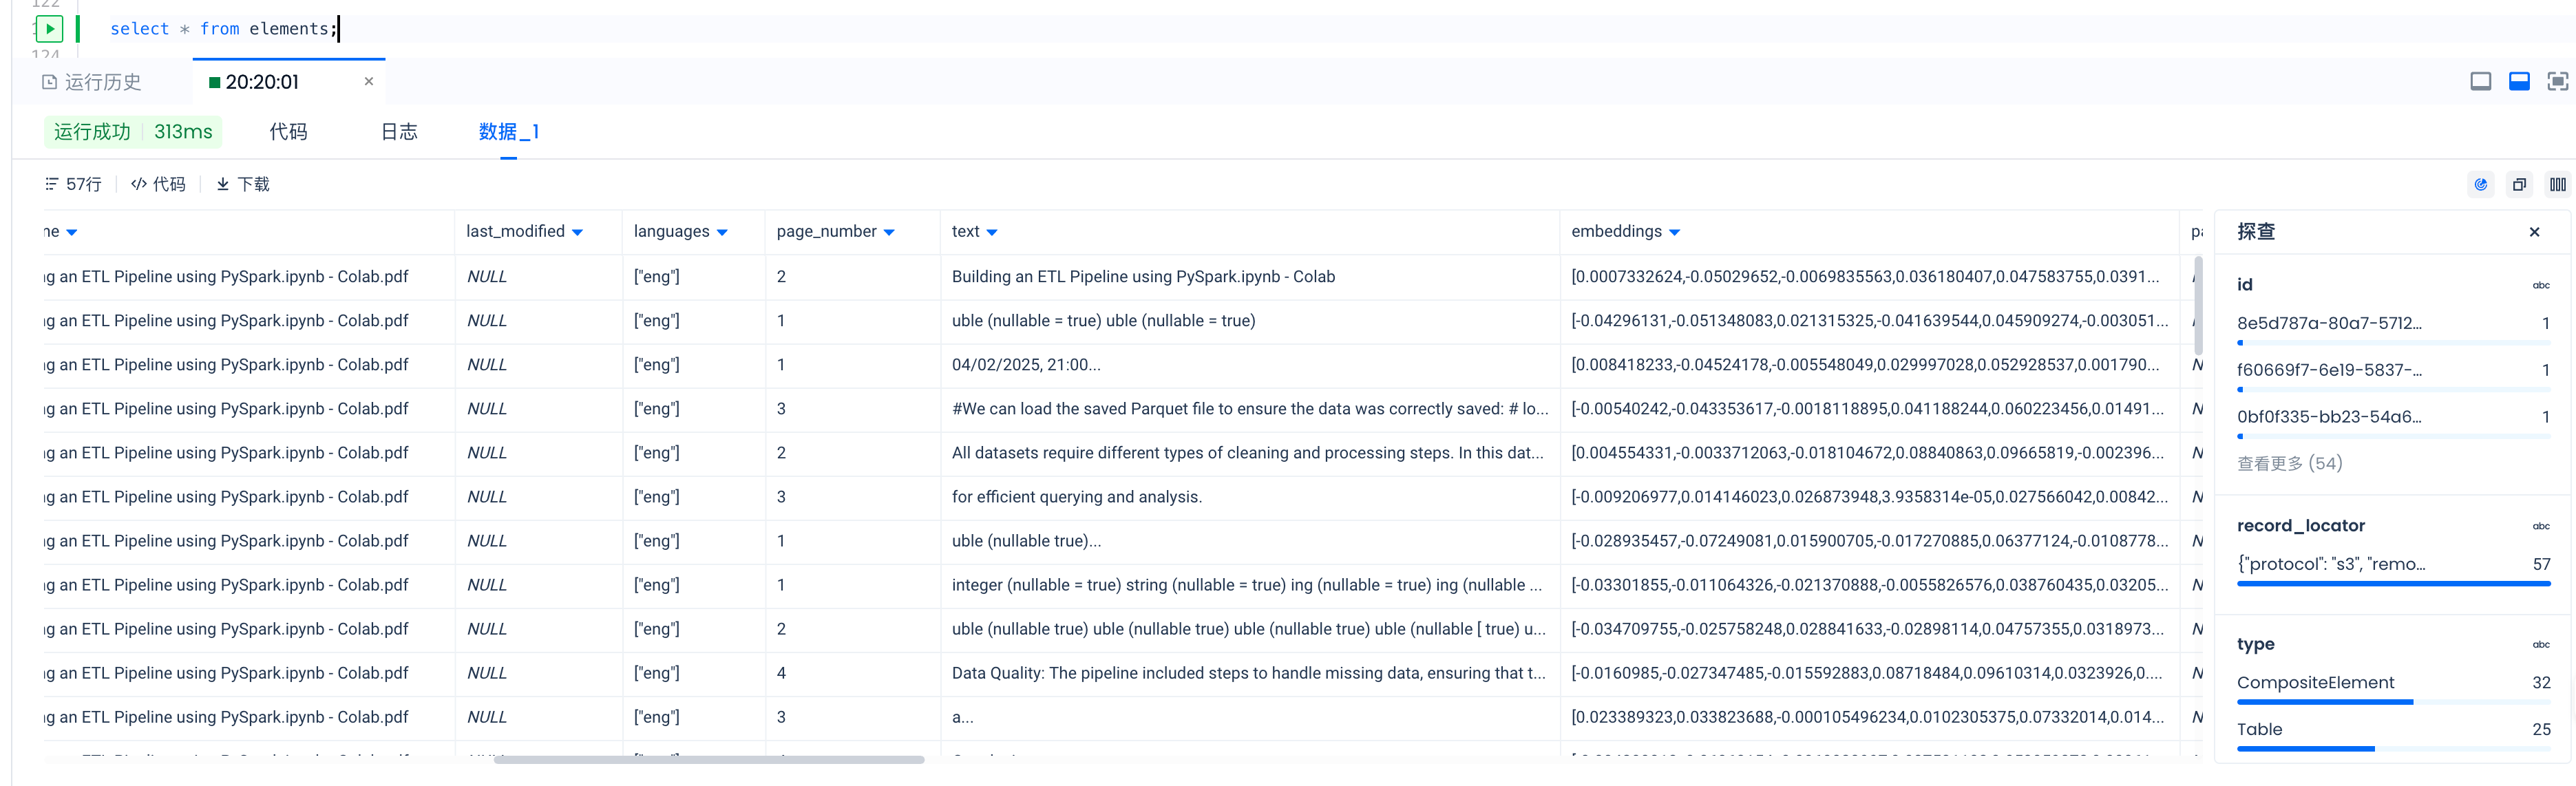 122
select * from elements;
124
运行历史
20:20:01
运行成功 313ms 代码 日志 数据_1
57行 代码 下载
ne last_modified languages page_number text embeddings pa
ng an ETL Pipeline using PySpark.ipynb - Colab.pdf NULL ["eng"] 2 Building an ETL Pipeline using PySpark.ipynb - Colab [0.0007332624,-0.05029652,-0.0069835563,0.036180407,0.047583755,0.0391...
ng an ETL Pipeline using PySpark.ipynb - Colab.pdf NULL ["eng"] 1 uble (nullable = true) uble (nullable = true) [-0.04296131,-0.051348083,0.021315325,-0.041639544,0.045909274,-0.003051...
ng an ETL Pipeline using PySpark.ipynb - Colab.pdf NULL ["eng"] 1 04/02/2025, 21:00... [0.008418233,-0.04524178,-0.005548049,0.029997028,0.052928537,0.001790... N
ng an ETL Pipeline using PySpark.ipynb - Colab.pdf NULL ["eng"] 3 #We can load the saved Parquet file to ensure the data was correctly saved: # lo... [-0.00540242,-0.043353617,-0.0018118895,0.041188244,0.060223456,0.01491... N
ng an ETL Pipeline using PySpark.ipynb - Colab.pdf NULL ["eng"] 2 All datasets require different types of cleaning and processing steps. In this dat... [0.004554331,-0.0033712063,-0.018104672,0.08840863,0.09665819,-0.002396... N
ng an ETL Pipeline using PySpark.ipynb - Colab.pdf NULL ["eng"] 3 for efficient querying and analysis. [-0.009206977,0.014146023,0.026873948,3.9358314e-05,0.027566042,0.00842... N
ng an ETL Pipeline using PySpark.ipynb - Colab.pdf NULL ["eng"] 1 uble (nullable true)... [-0.028935457,-0.07249081,0.015900705,-0.017270885,0.06377124,-0.0108778... N
ng an ETL Pipeline using PySpark.ipynb - Colab.pdf NULL ["eng"] 1 integer (nullable = true) string (nullable = true) ing (nullable = true) ing (nullable ... [-0.03301855,-0.011064326,-0.021370888,-0.0055826576,0.038760435,0.03205... N
ng an ETL Pipeline using PySpark.ipynb - Colab.pdf NULL ["eng"] 2 uble (nullable true) uble (nullable true) uble (nullable true) uble (nullable [ true) u... [-0.034709755,-0.025758248,0.028841633,-0.02898114,0.04757355,0.0318973... N
ng an ETL Pipeline using PySpark.ipynb - Colab.pdf NULL ["eng"] 4 Data Quality: The pipeline included steps to handle missing data, ensuring that t... [-0.0160985,-0.027347485,-0.015592883,0.08718484,0.09610314,0.0323926,0.... N
ng an ETL Pipeline using PySpark.ipynb - Colab.pdf NULL ["eng"] 3 a... [0.023389323,0.033823688,-0.000105496234,0.0102305375,0.07332014,0.014... N
探查
id abc
8e5d787a-80a7-5712... 1
f60669f7-6e19-5837-... 1
0bf0f335-bb23-54a6... 1
查看更多 (54)
record_locator abc
{"protocol": "s3", "remo... 57
type abc
CompositeElement 32
Table 25